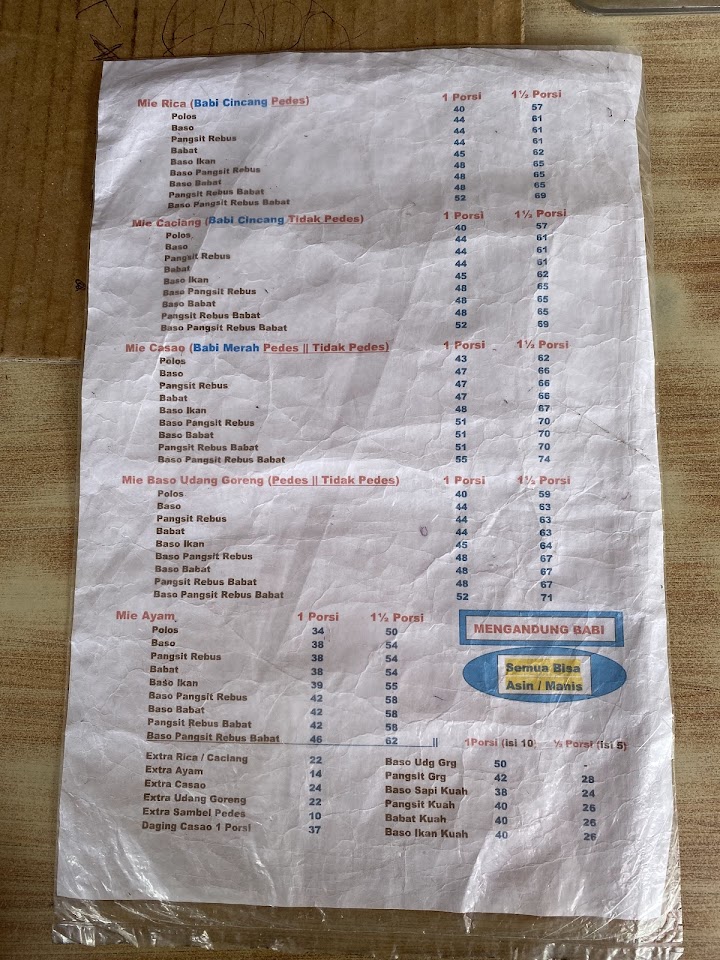 Mie Rica (Babi Cincang Pedes) 1 Porsi 1½ Porsi
Polos 40 57
Baso 44 61
Pangsit Rebus 44 61
Babat 44 61
Baso Ikan 45 62
Baso Pangsit Rebus 48 65
Baso Babat 48 65
Pangsit Rebus Babat 48 65
Baso Pangsit Rebus Babat 52 69
Mie Caciang (Babi Cincang Tidak Pedes) 1 Porsi 1½ Porsi
Polos 40 57
Baso 44 61
Pangsit Rebus 44 61
Babat 44 61
Baso Ikan 45 62
Baso Pangsit Rebus 48 65
Baso Babat 48 65
Pangsit Rebus Babat 48 65
Baso Pangsit Rebus Babat 52 69
Mie Casao (Babi Merah Pedes || Tidak Pedes) 1 Porsi 1½ Porsi
Polos 43 62
Baso 47 66
Pangsit Rebus 47 66
Babat 47 66
Baso Ikan 48 67
Baso Pangsit Rebus 51 70
Baso Babat 51 70
Pangsit Rebus Babat 51 70
Baso Pangsit Rebus Babat 55 74
Mie Baso Udang Goreng (Pedes || Tidak Pedes) 1 Porsi 1½ Porsi
Polos 40 59
Baso 44 63
Pangsit Rebus 44 63
Babat 44 63
Baso Ikan 45 64
Baso Pangsit Rebus 48 67
Baso Babat 48 67
Pangsit Rebus Babat 48 67
Baso Pangsit Rebus Babat 52 71
Mie Ayam 1 Porsi 1½ Porsi
Polos 34 50
Baso 38 54
Pangsit Rebus 38 54
Babat 38 54
Baso Ikan 39 55
Baso Pangsit Rebus 42 58
Baso Babat 42 58
Pangsit Rebus Babat 42 58
Baso Pangsit Rebus Babat 46 62 ||
MENGANDUNG BABI
Semua Bisa
Asin / Manis
Extra Rica / Caciang 22
Extra Ayam 14
Extra Casao 24
Extra Udang Goreng 22
Extra Sambel Pedes 10
Daging Casao 1 Porsi 37
1Porsi (isi 10) ½ Porsi (isi 5)
Baso Udg Grg 50 -
Pangsit Grg 42 28
Baso Sapi Kuah 38 24
Pangsit Kuah 40 26
Babat Kuah 40 26
Baso Ikan Kuah 40 26